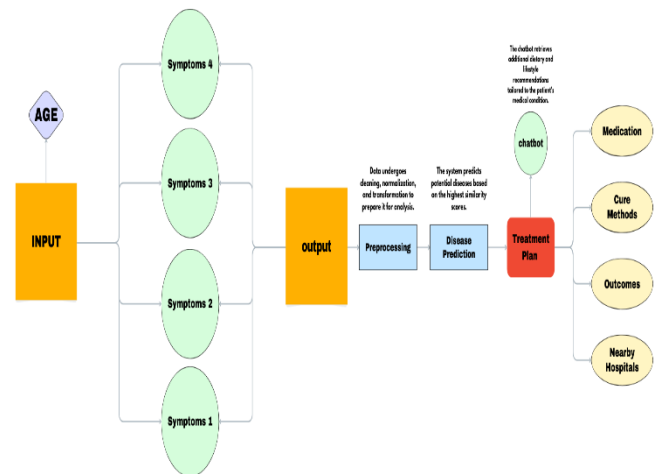 AGE
INPUT
Symptoms 4
Symptoms 3
Symptoms 2
Symptoms 1
output
Data undergoes
cleaning, normalization,
and transformation to
prepare it for analysis.
Preprocessing
The system predicts
potential diseases based
on the highest similarity
scores.
Disease
Prediction
The chatbot retrieves
additional dietary and
lifestyle
recommendations
tailored to the patient's
medical condition.
chatbot
Treatment
Plan
Medication
Cure
Methods
Outcomes
Nearby
Hospitals